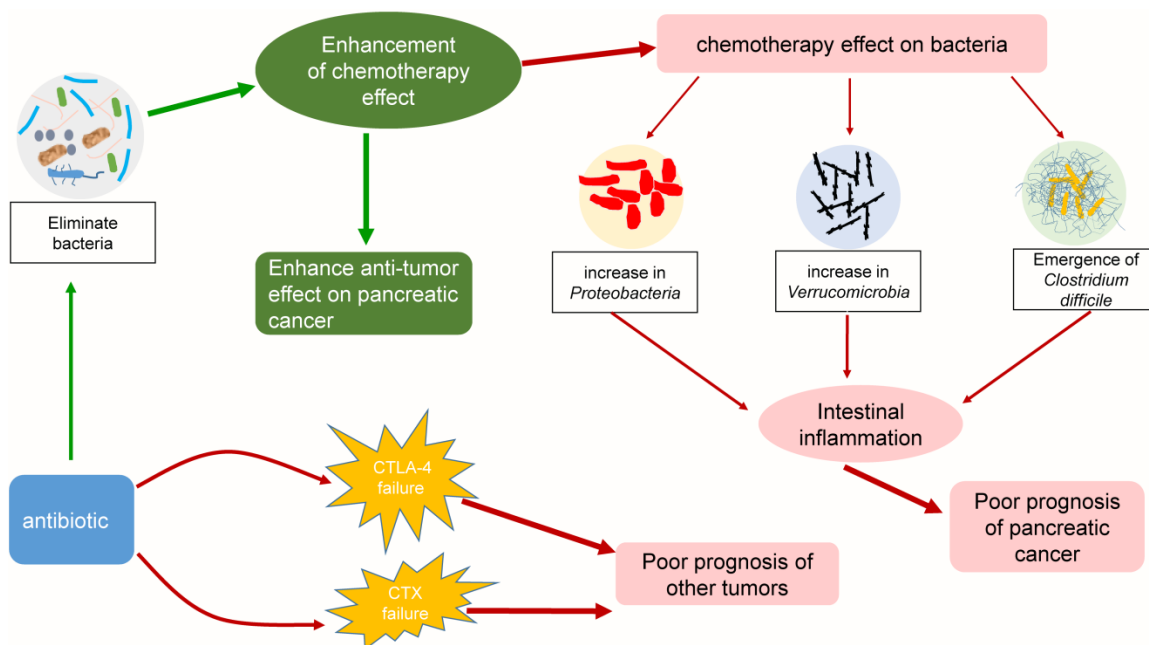 Enhancement
of chemotherapy
effect
chemotherapy effect on bacteria
Eliminate
bacteria
Enhance anti-tumor
effect on pancreatic
cancer
increase in
Proteobacteria
increase in
Verrucomicrobia
Emergence of
Clostridium
difficile
Intestinal
inflammation
CTLA-4
failure
antibiotic
Poor prognosis
of pancreatic
cancer
Poor prognosis of
other tumors
CTX
failure